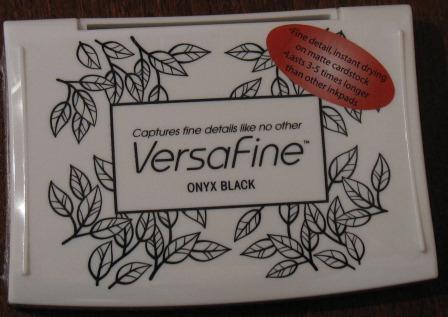 •Fine detail, instant drying
on matte cardstock
•Lasts 3-5 times longer
than other inkpads
Captures fine details like no other
VersaFine™
ONYX BLACK